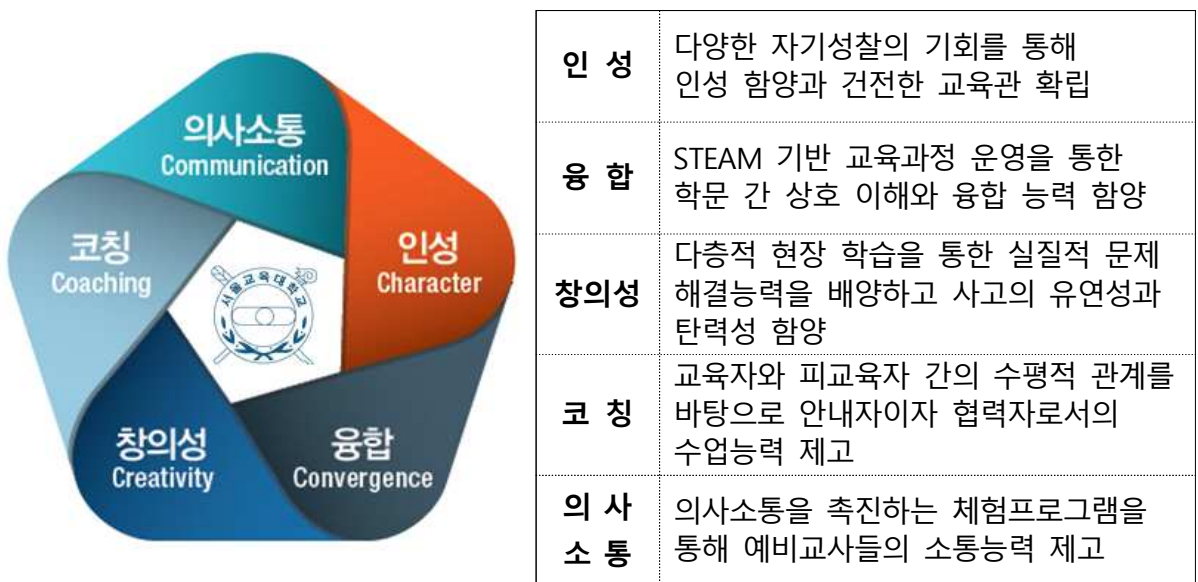 의사소통
Communication
인성
Character
융합
Convergence
창의성
Creativity
코칭
Coaching
서울교육대학교
인 성
다양한 자기성찰의 기회를 통해
인성 함양과 건전한 교육관 확립
융 합
STEAM 기반 교육과정 운영을 통한
학문 간 상호 이해와 융합 능력 함양
창의성
다층적 현장 학습을 통한 실질적 문제
해결능력을 배양하고 사고의 유연성과
탄력성 함양
코 칭
교육자와 피교육자 간의 수평적 관계를
바탕으로 안내자이자 협력자로서의
수업능력 제고
의 사
소 통
의사소통을 촉진하는 체험프로그램을
통해 예비교사들의 소통능력 제고